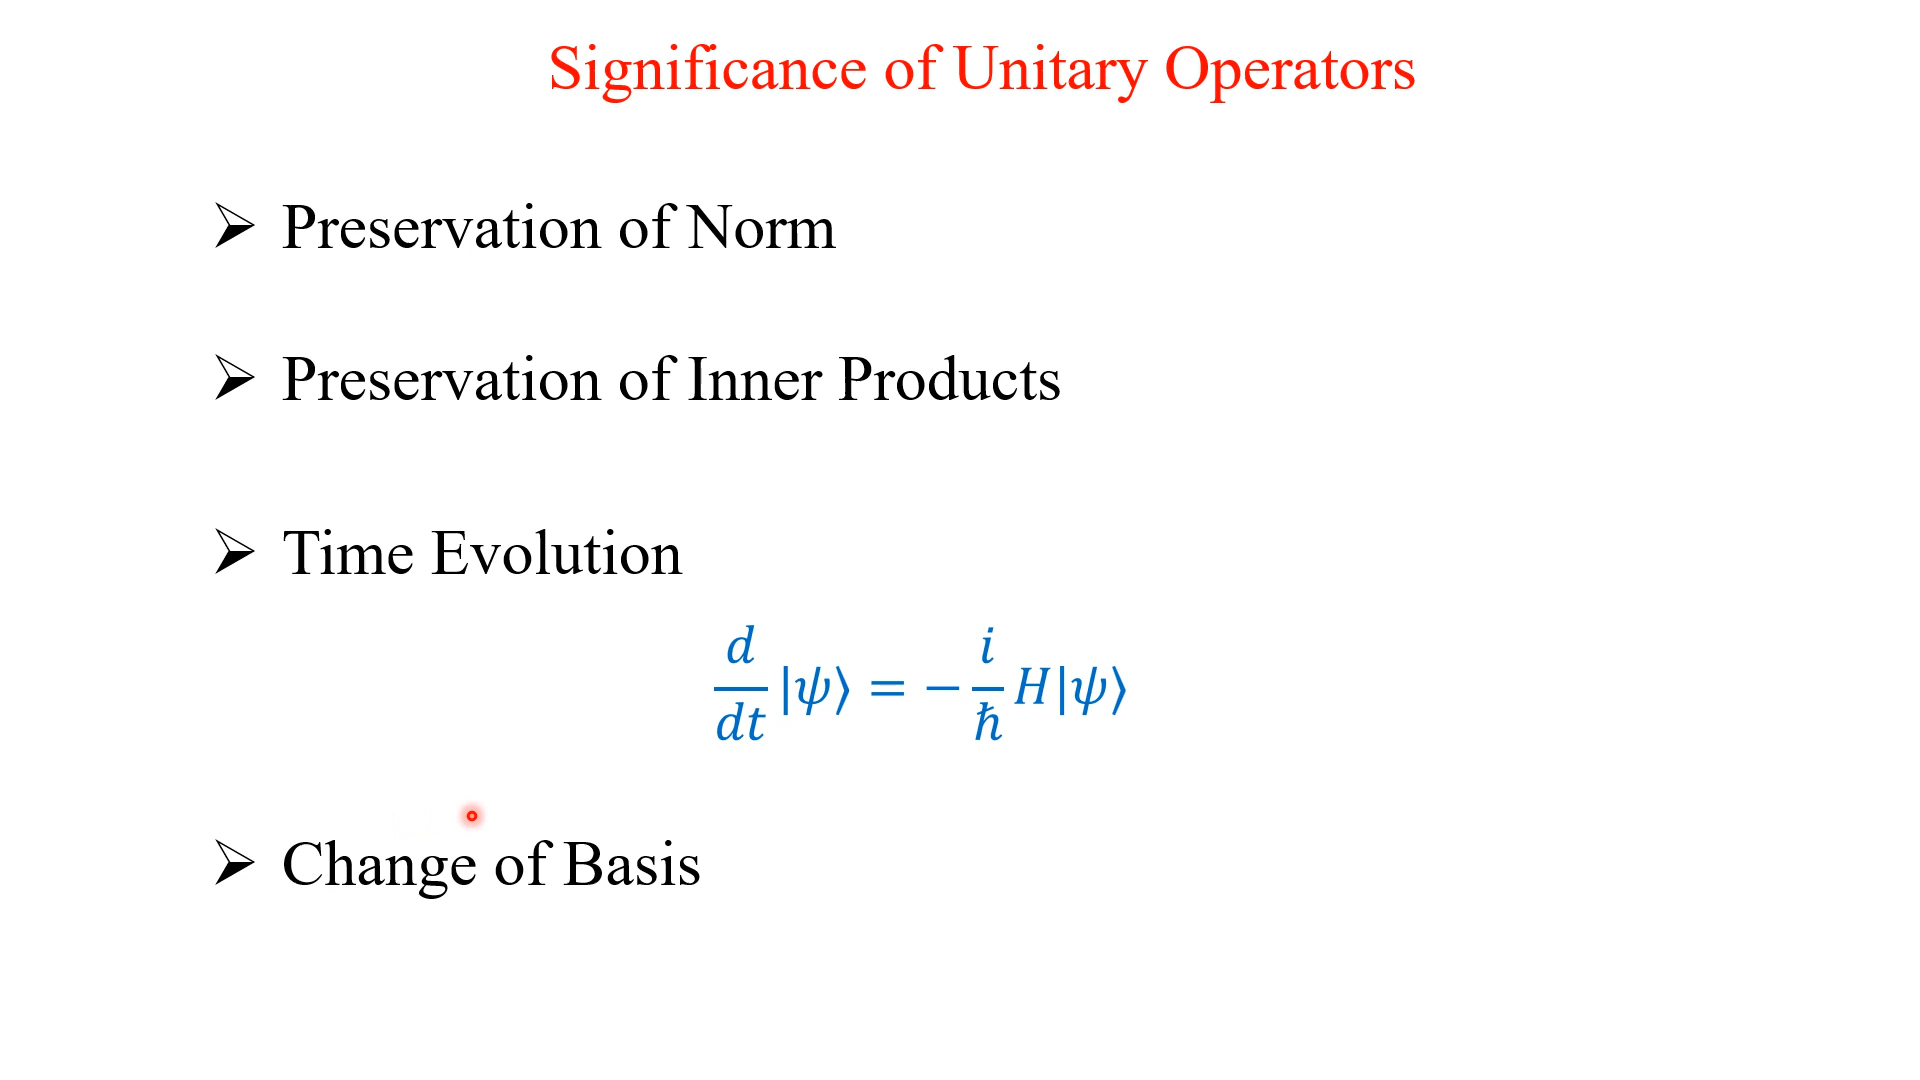 Significance of Unitary Operators
➢ Preservation of Norm
➢ Preservation of Inner Products
➢ Time Evolution
d/dt |ψ⟩ = − i/ℏ H|ψ⟩
➢ Change of Basis